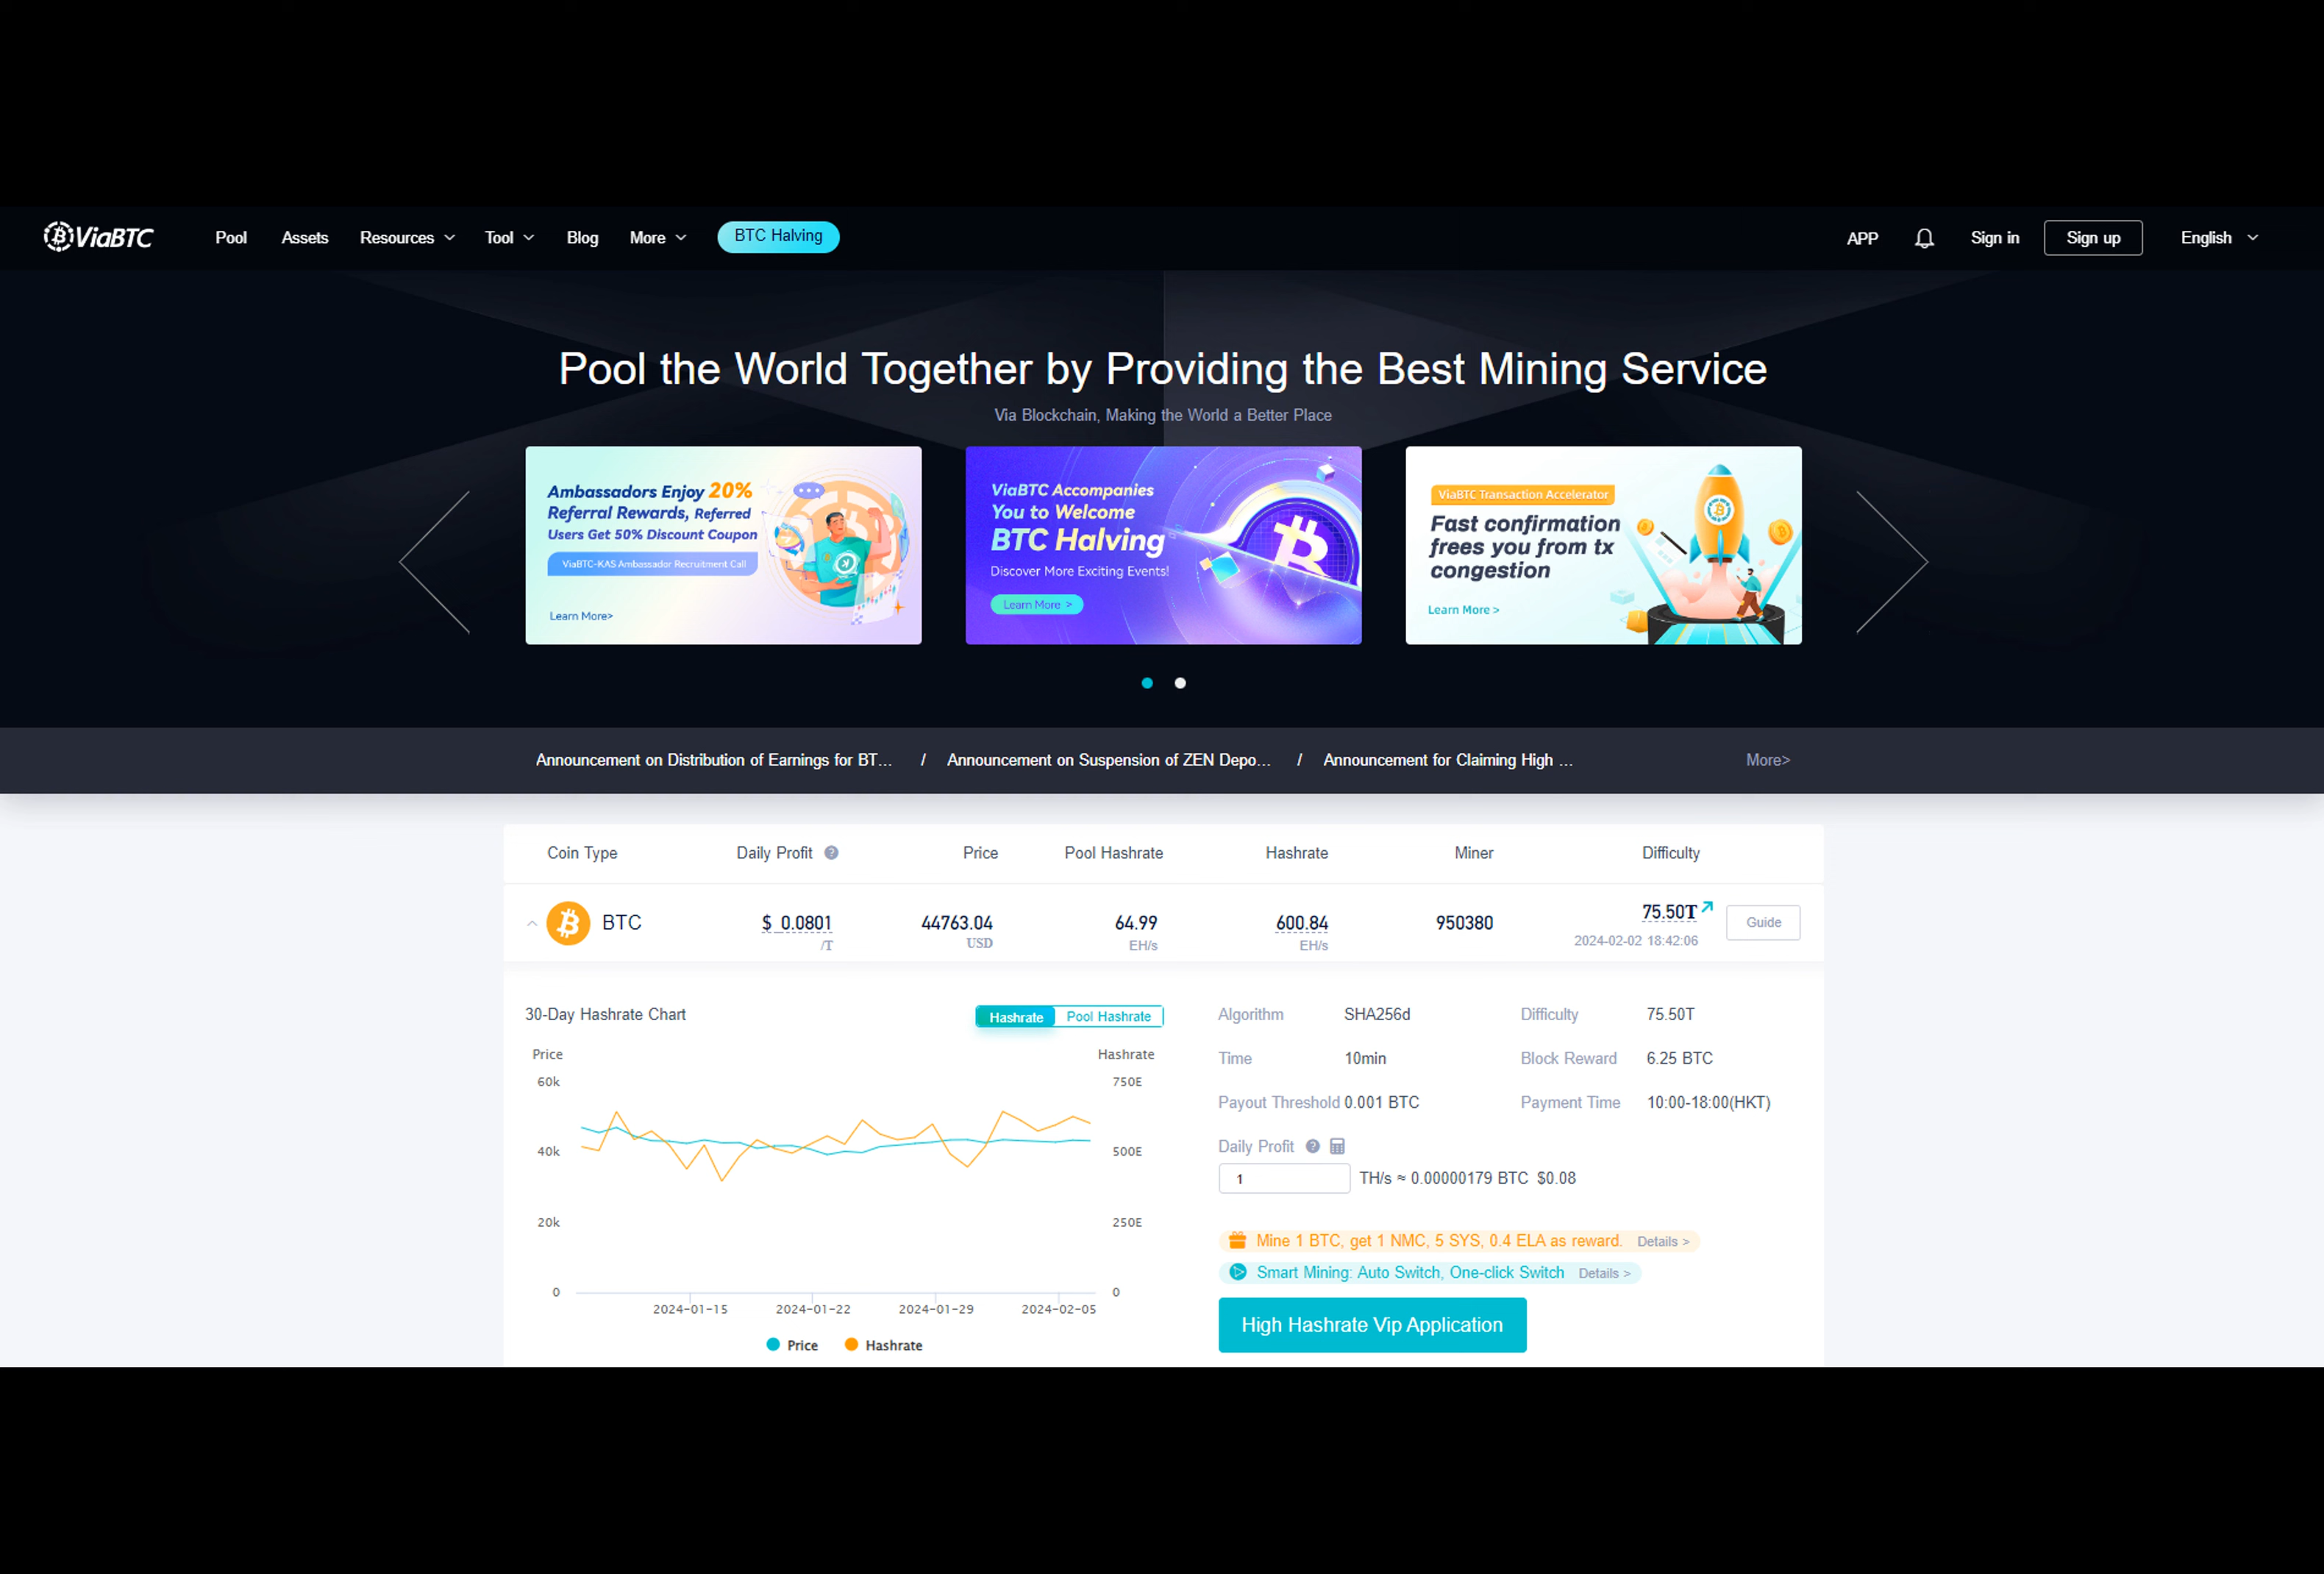 ViaBTC Pool Assets Resources Tool Blog More BTC Halving APP Sign in Sign up English
Pool the World Together by Providing the Best Mining Service
Via Blockchain, Making the World a Better Place
Ambassadors Enjoy 20%
Referral Rewards, Referred
Users Get 50% Discount Coupon
ViaBTC-KAS Ambassador Recruitment Call
Learn More>
ViaBTC Accompanies
You to Welcome
BTC Halving
Discover More Exciting Events!
Learn More >
ViaBTC Transaction Accelerator
Fast confirmation
frees you from tx
congestion
Learn More >
Announcement on Distribution of Earnings for BT... / Announcement on Suspension of ZEN Depo... / Announcement for Claiming High ... More>
Coin Type Daily Profit Price Pool Hashrate Hashrate Miner Difficulty
BTC $ 0.0801 44763.04 64.99 600.84 950380 75.50T Guide
/T USD EH/s EH/s 2024-02-02 18:42:06
30-Day Hashrate Chart Hashrate Pool Hashrate
Price Hashrate
60k 750E
40k 500E
20k 250E
0 0
2024-01-15 2024-01-22 2024-01-29 2024-02-05
Price Hashrate
Algorithm SHA256d Difficulty 75.50T
Time 10min Block Reward 6.25 BTC
Payout Threshold 0.001 BTC Payment Time 10:00-18:00(HKT)
Daily Profit
1 TH/s ≈ 0.00000179 BTC $0.08
Mine 1 BTC, get 1 NMC, 5 SYS, 0.4 ELA as reward. Details >
Smart Mining: Auto Switch, One-click Switch Details >
High Hashrate Vip Application